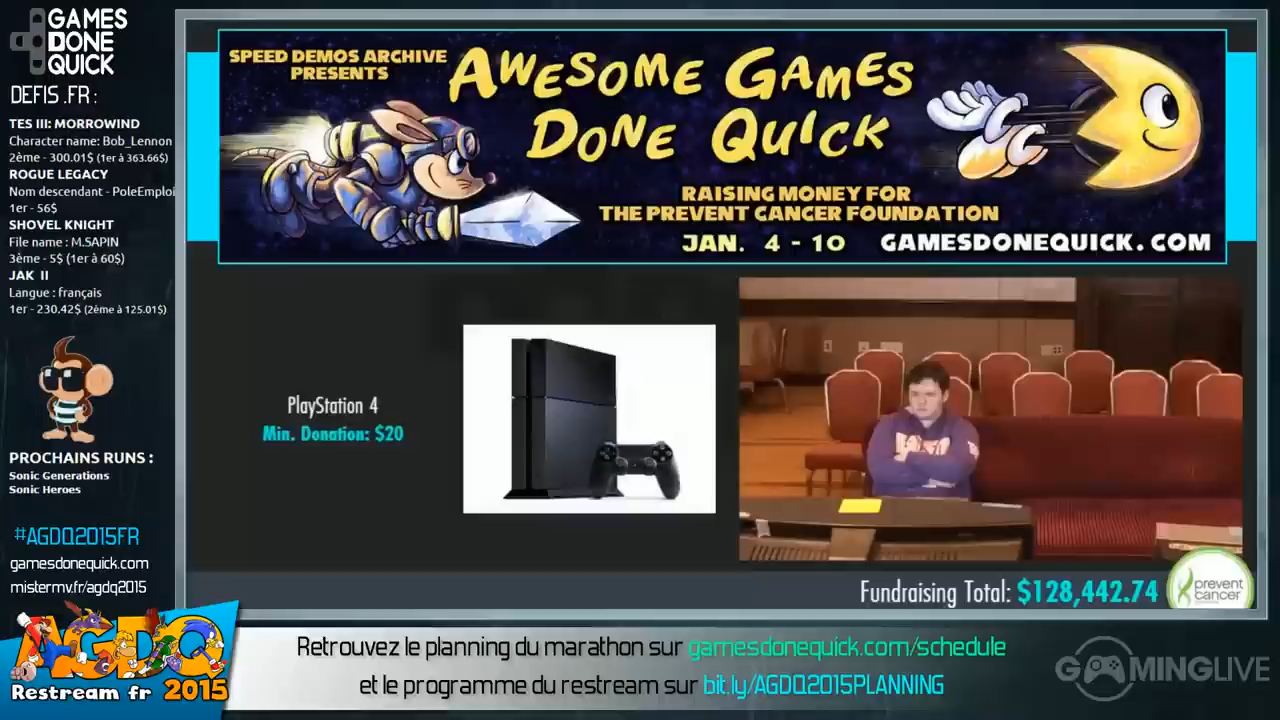 GAMES
DONE
QUICK
DEFIS .FR :
TES III: MORROWIND
Character name: Bob_Lennon
2ème - 300.01$ (1er à 363.66$)
ROGUE LEGACY
Nom descendant - PoleEmploi
1er - 56$
SHOVEL KNIGHT
File name : M.SAPIN
3ème - 5$ (1er à 60$)
JAK II
Langue : français
1er - 230.42$ (2ème à 125.01$)
PROCHAINS RUNS :
Sonic Generations
Sonic Heroes
#AGDQ2015FR
gamesdonequick.com
mistermv.fr/agdq2015
AGDQ
Restream fr 2015
SPEED DEMOS ARCHIVE
PRESENTS
AWESOME GAMES
DONE QUICK
RAISING MONEY FOR
THE PREVENT CANCER FOUNDATION
JAN. 4 - 10 GAMESDONEQUICK.COM
PlayStation 4
Min. Donation: $20
Fundraising Total: $128,442.74
prevent
cancer
Retrouvez le planning du marathon sur gamesdonequick.com/schedule
et le programme du restream sur bit.ly/AGDQ2015PLANNING
GAMINGLIVE